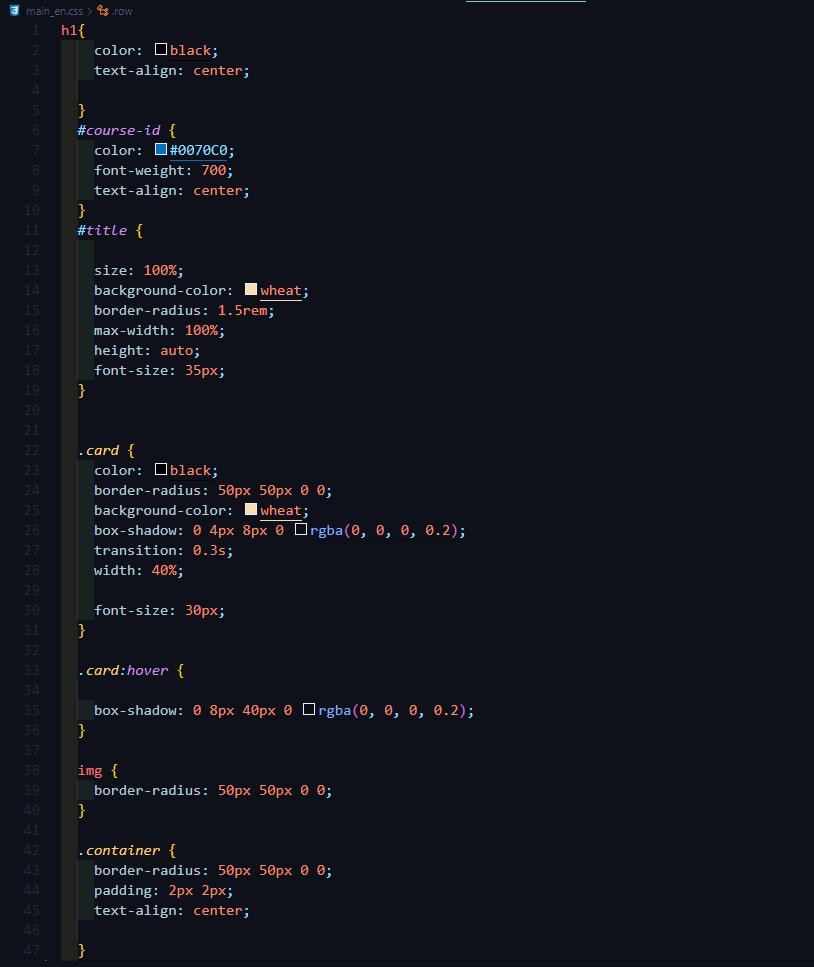 main_en.css > .row
1 h1{
2 color: black;
3 text-align: center;
4
5 }
6 #course-id {
7 color: #0070C0;
8 font-weight: 700;
9 text-align: center;
10 }
11 #title {
12
13 size: 100%;
14 background-color: wheat;
15 border-radius: 1.5rem;
16 max-width: 100%;
17 height: auto;
18 font-size: 35px;
19 }
20
21
22 .card {
23 color: black;
24 border-radius: 50px 50px 0 0;
25 background-color: wheat;
26 box-shadow: 0 4px 8px 0 rgba(0, 0, 0, 0.2);
27 transition: 0.3s;
28 width: 40%;
29
30 font-size: 30px;
31 }
32
33 .card:hover {
34
35 box-shadow: 0 8px 40px 0 rgba(0, 0, 0, 0.2);
36 }
37
38 img {
39 border-radius: 50px 50px 0 0;
40 }
41
42 .container {
43 border-radius: 50px 50px 0 0;
44 padding: 2px 2px;
45 text-align: center;
46
47 }